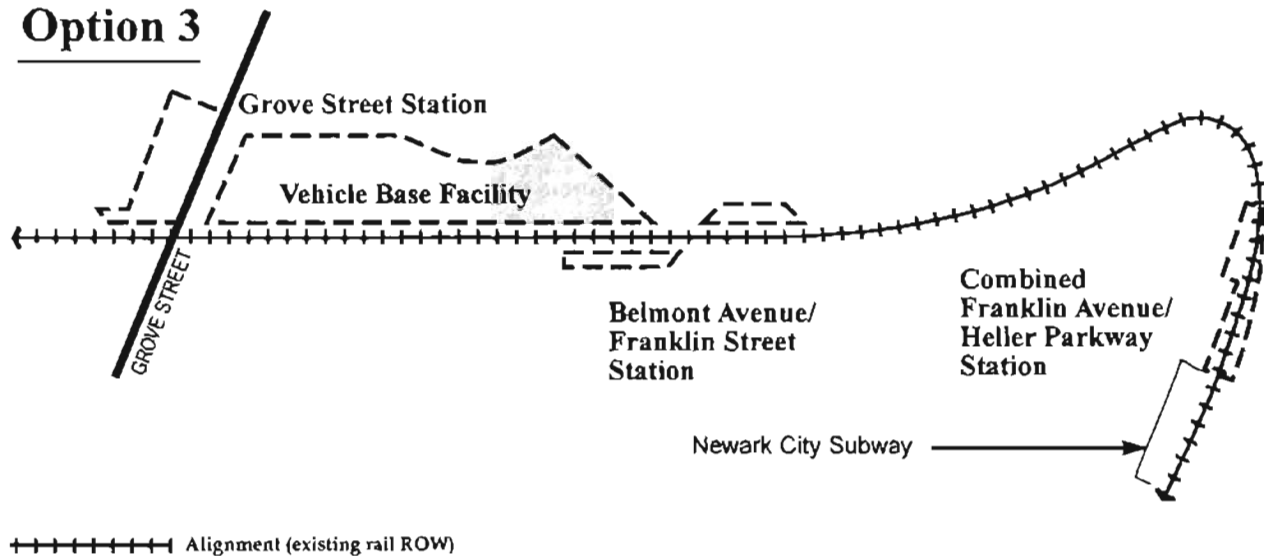 Option 3
Grove Street Station
Vehicle Base Facility
GROVE STREET
Belmont Avenue/
Franklin Street
Station
Combined
Franklin Avenue/
Heller Parkway
Station
Newark City Subway
Alignment (existing rail ROW)